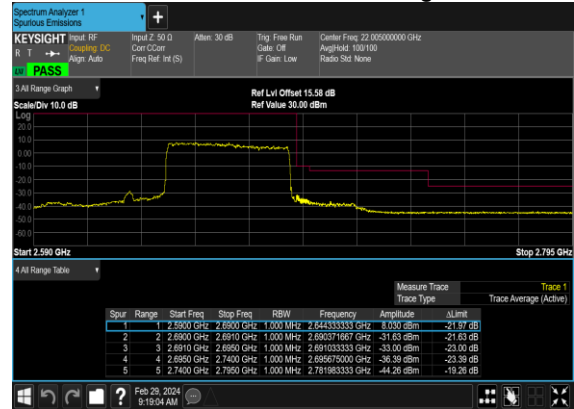 Spectrum Analyzer 1
Spurious Emissions
KEYSIGHT
R T
LW PASS
Input: RF
Coupling: DC
Align: Auto
Input Z: 50 Ω
Corr CCorr
Freq Ref: Int (S)
Atten: 30 dB
Trig: Free Run
Gate: Off
IF Gain: Low
Center Freq: 22.005000000 GHz
Avg|Hold: 100/100
Radio Std: None
3 All Range Graph
Scale/Div 10.0 dB
Ref Lvl Offset 15.58 dB
Ref Value 30.00 dBm
Log
20.0
10.0
0.00
-10.0
-20.0
-30.0
-40.0
-50.0
-60.0
Start 2.590 GHz Stop 2.795 GHz
4 All Range Table
Measure Trace Trace 1
Trace Type Trace Average (Active)
Spur Range Start Freq Stop Freq RBW Frequency Amplitude ΔLimit
1 1 2.5900 GHz 2.6900 GHz 1.000 MHz 2.644333333 GHz 8.030 dBm -21.97 dB
2 2 2.6900 GHz 2.6910 GHz 1.000 MHz 2.690371667 GHz -31.63 dBm -21.63 dB
3 3 2.6910 GHz 2.6950 GHz 1.000 MHz 2.691033333 GHz -33.00 dBm -23.00 dB
4 4 2.6950 GHz 2.7400 GHz 1.000 MHz 2.695675000 GHz -36.39 dBm -23.39 dB
5 5 2.7400 GHz 2.7950 GHz 1.000 MHz 2.781983333 GHz -44.26 dBm -19.26 dB
Feb 29, 2024
9:19:04 AM